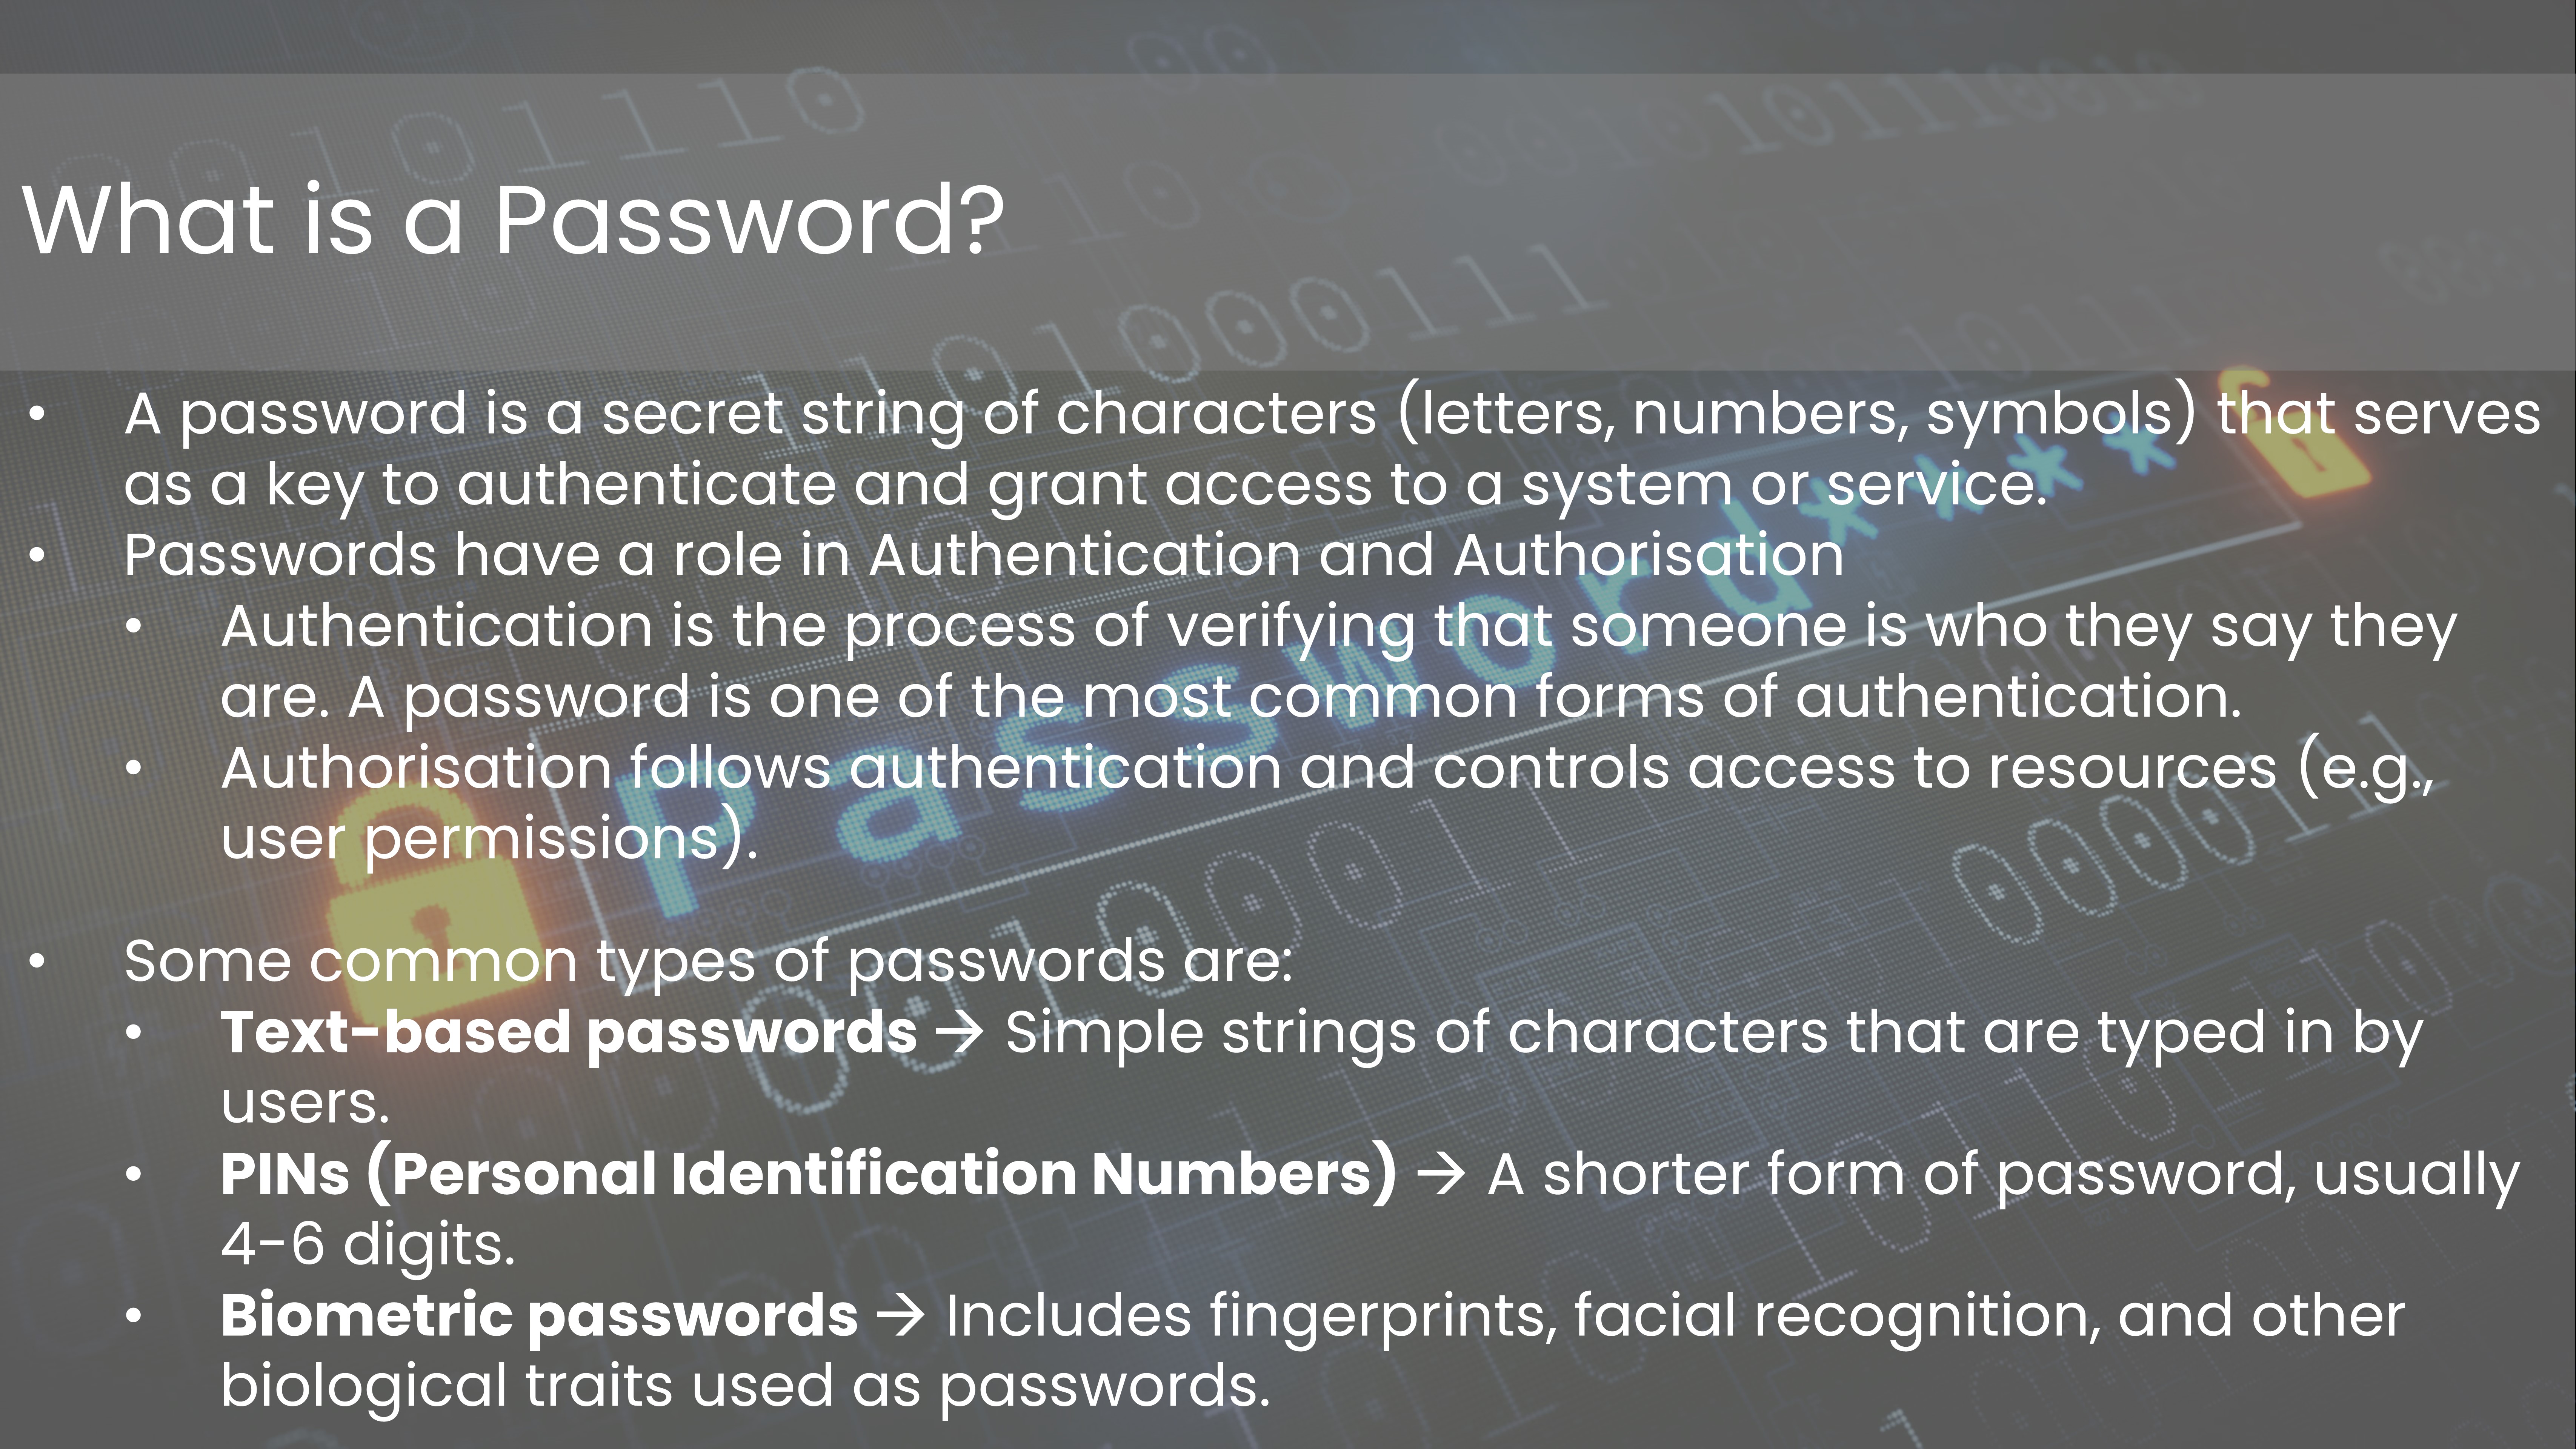 What is a Password?
• A password is a secret string of characters (letters, numbers, symbols) that serves
as a key to authenticate and grant access to a system or service.
• Passwords have a role in Authentication and Authorisation
• Authentication is the process of verifying that someone is who they say they
are. A password is one of the most common forms of authentication.
• Authorisation follows authentication and controls access to resources (e.g.,
user permissions).
• Some common types of passwords are:
• Text-based passwords → Simple strings of characters that are typed in by
users.
• PINs (Personal Identification Numbers) → A shorter form of password, usually
4-6 digits.
• Biometric passwords → Includes fingerprints, facial recognition, and other
biological traits used as passwords.
Password****